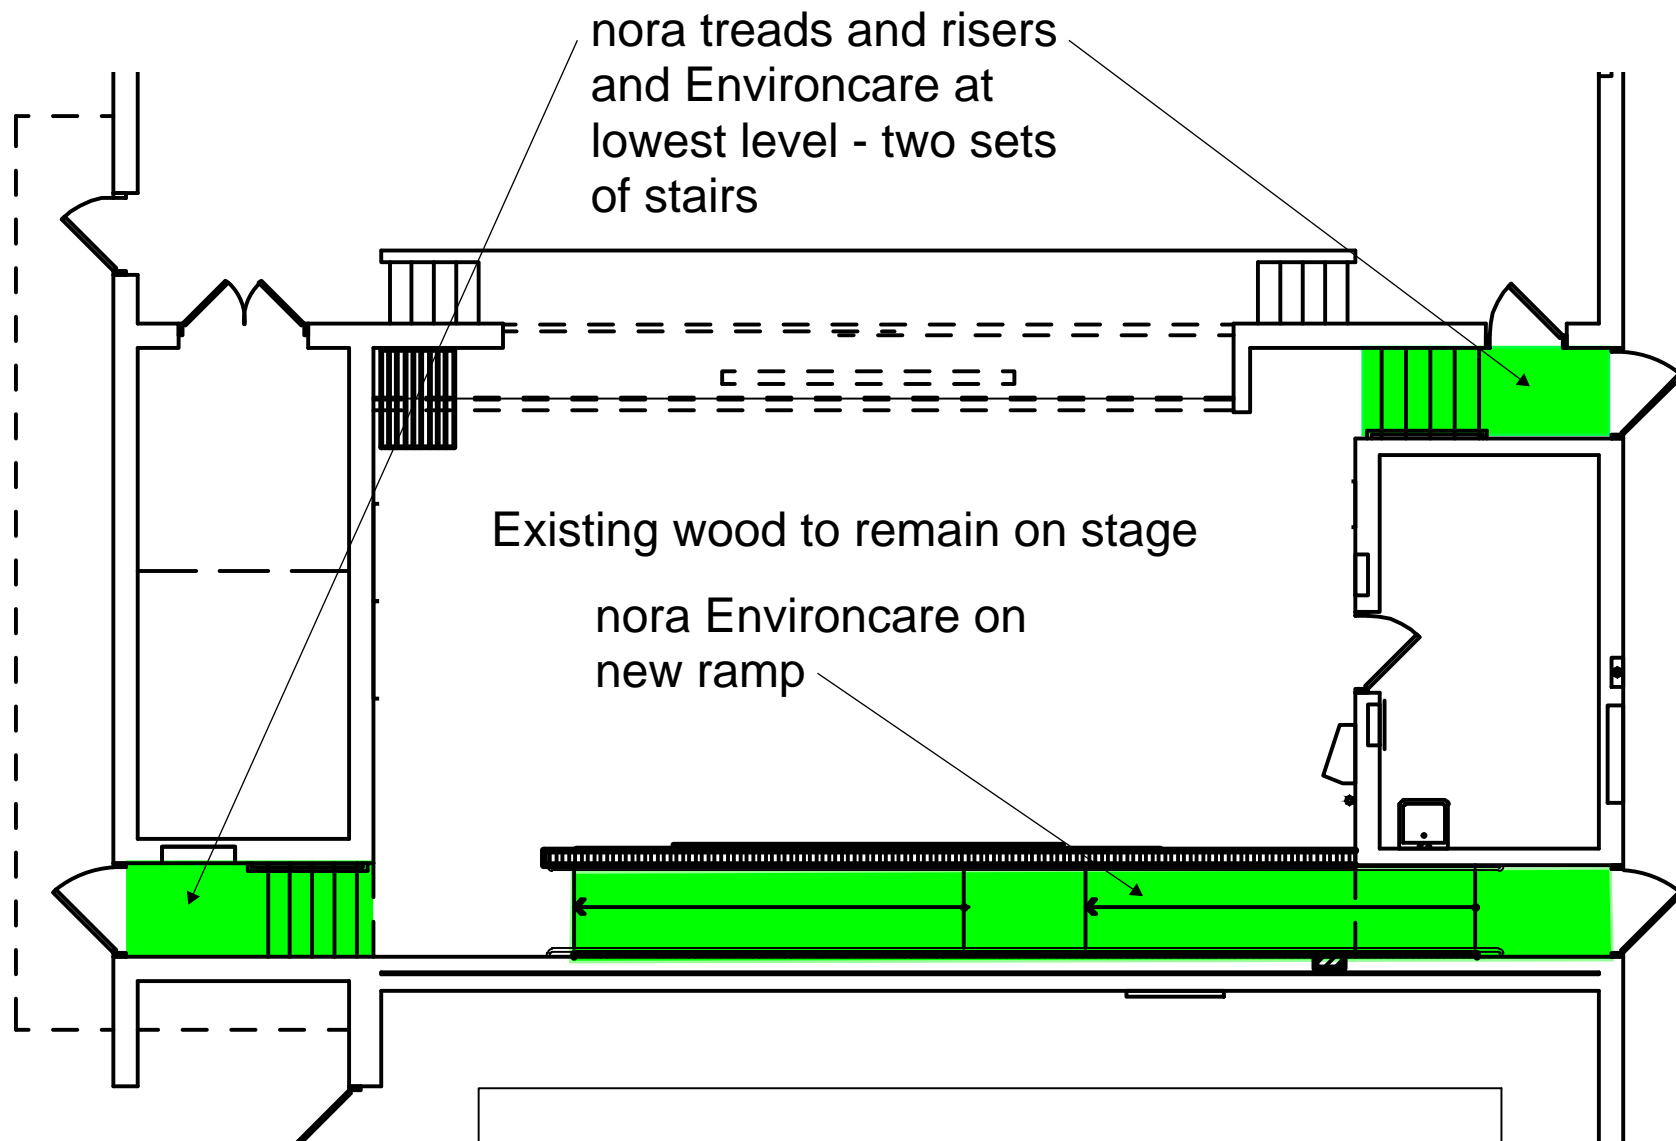 nora treads and risers
and Environcare at
lowest level - two sets
of stairs
Existing wood to remain on stage
nora Environcare on
new ramp